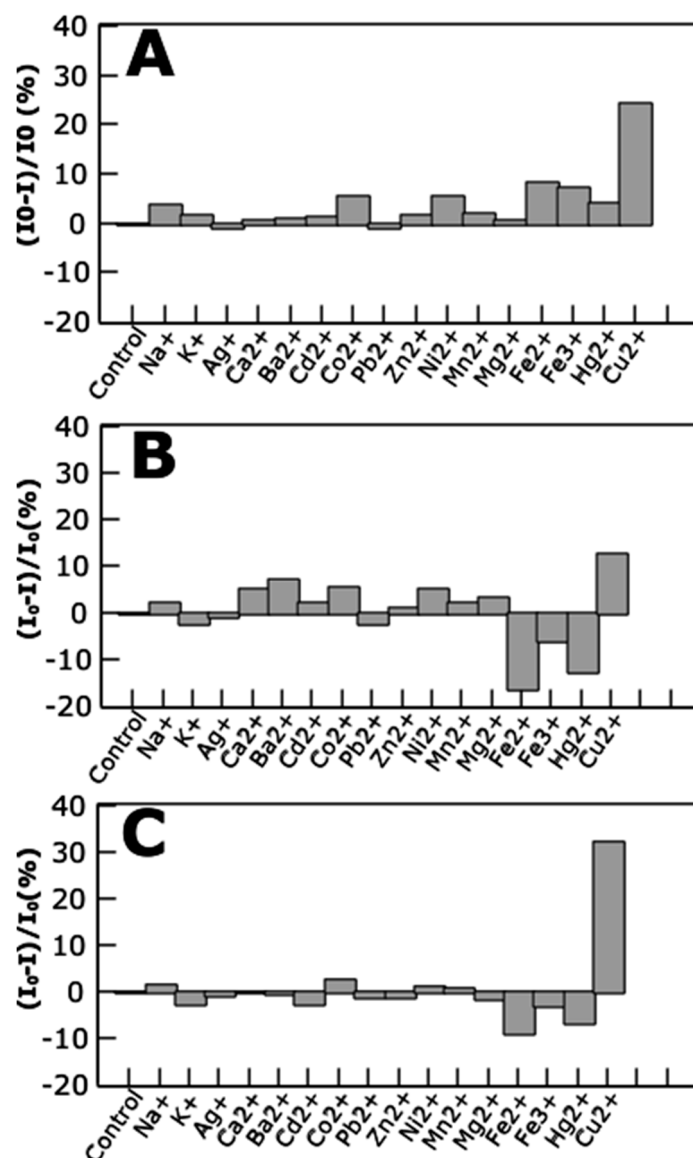 A
(I0-I)/I0 (%)
40
30
20
10
0
-10
-20
Control Na+ K+ Ag+ Ca2+ Ba2+ Cd2+ Co2+ Pb2+ Zn2+ Ni2+ Mn2+ Mg2+ Fe2+ Fe3+ Hg2+ Cu2+
B
(I₀-I)/I₀(%)
40
30
20
10
0
-10
-20
Control Na+ K+ Ag+ Ca2+ Ba2+ Cd2+ Co2+ Pb2+ Zn2+ Ni2+ Mn2+ Mg2+ Fe2+ Fe3+ Hg2+ Cu2+
C
(I₀-I)/I₀(%)
40
30
20
10
0
-10
-20
Control Na+ K+ Ag+ Ca2+ Ba2+ Cd2+ Co2+ Pb2+ Zn2+ Ni2+ Mn2+ Mg2+ Fe2+ Fe3+ Hg2+ Cu2+